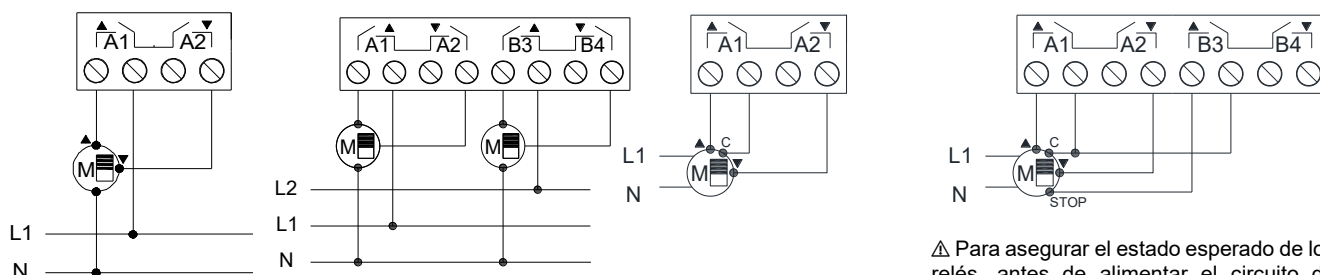 ▲ A1 A2 ▼
M ▲ ▼
L1
N
A1 ▲ ▼ A2 B3 ▲ ▼ B4
M M
L2
L1
N
▲ A1 A2 ▼
▲ C
L1
M ▼
N
▲ A1 A2 ▼ ▲ B3 B4 ▼
▲ C
L1
M ▼
N
STOP
⚠ Para asegurar el estado esperado de
relés, antes de alimentar el circuito